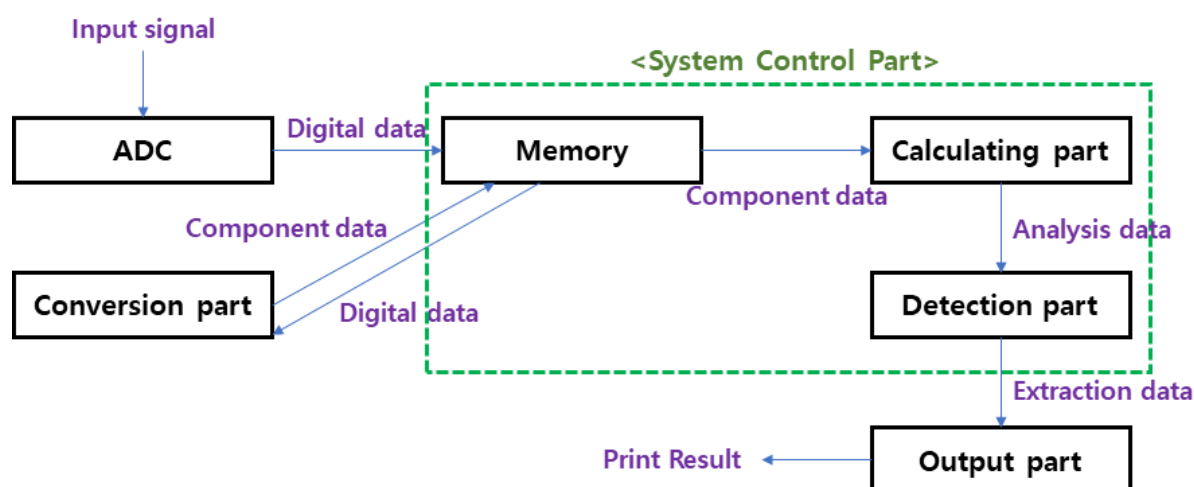 Input signal
<System Control Part>
ADC
Digital data
Memory
Calculating part
Component data
Component data
Analysis data
Conversion part
Digital data
Detection part
Extraction data
Print Result
Output part